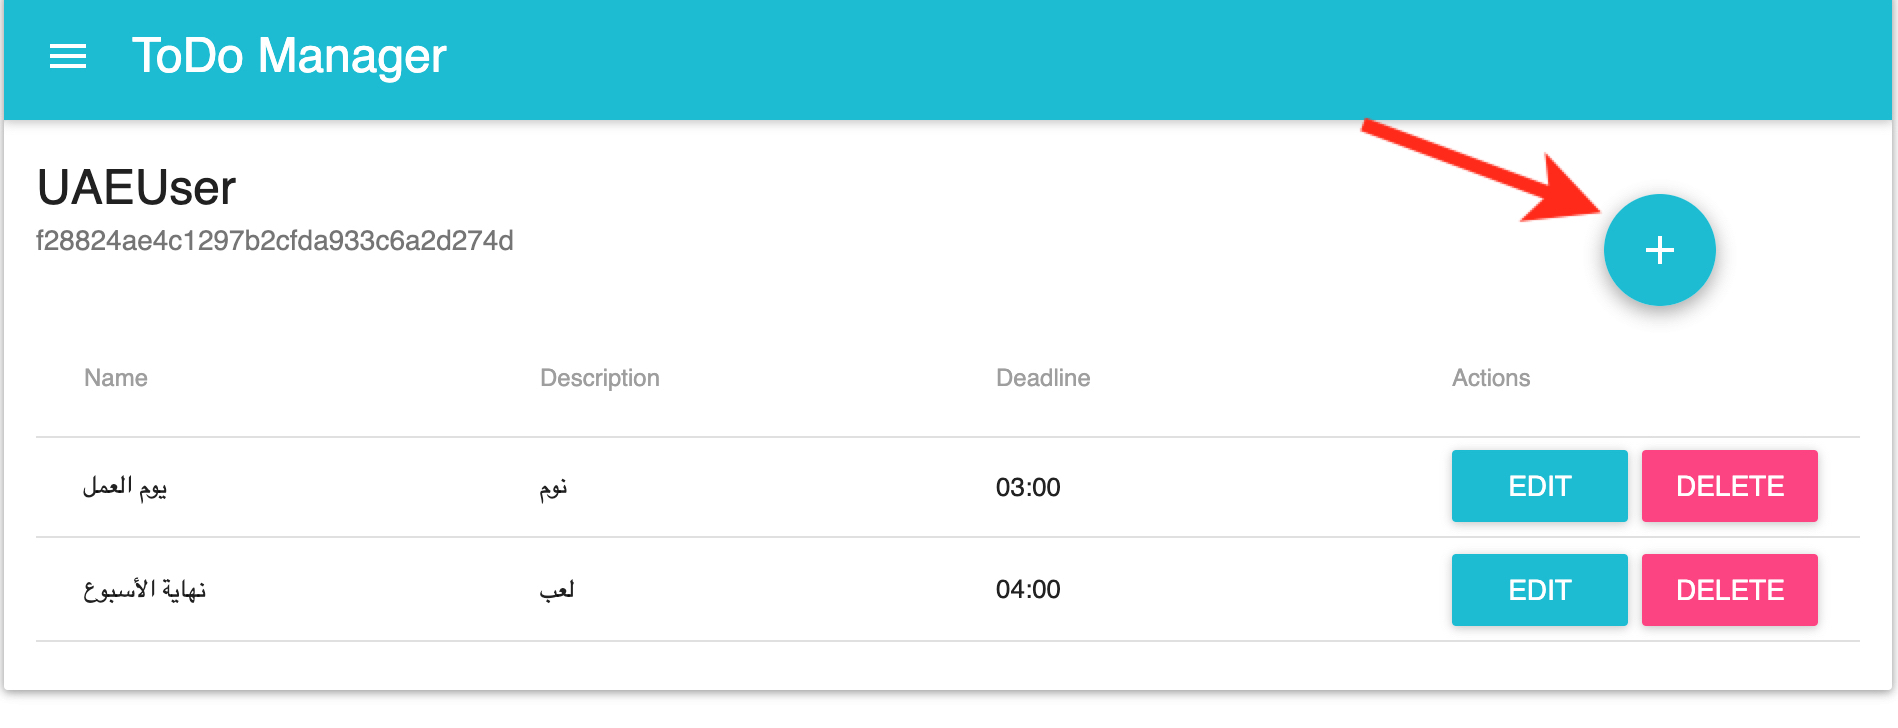 ToDo Manager
UAEUser
f28824ae4c1297b2cfda933c6a2d274d
+
Name Description Deadline Actions
يوم العمل نوم 03:00 EDIT DELETE
نهاية الأسبوع لعب 04:00 EDIT DELETE